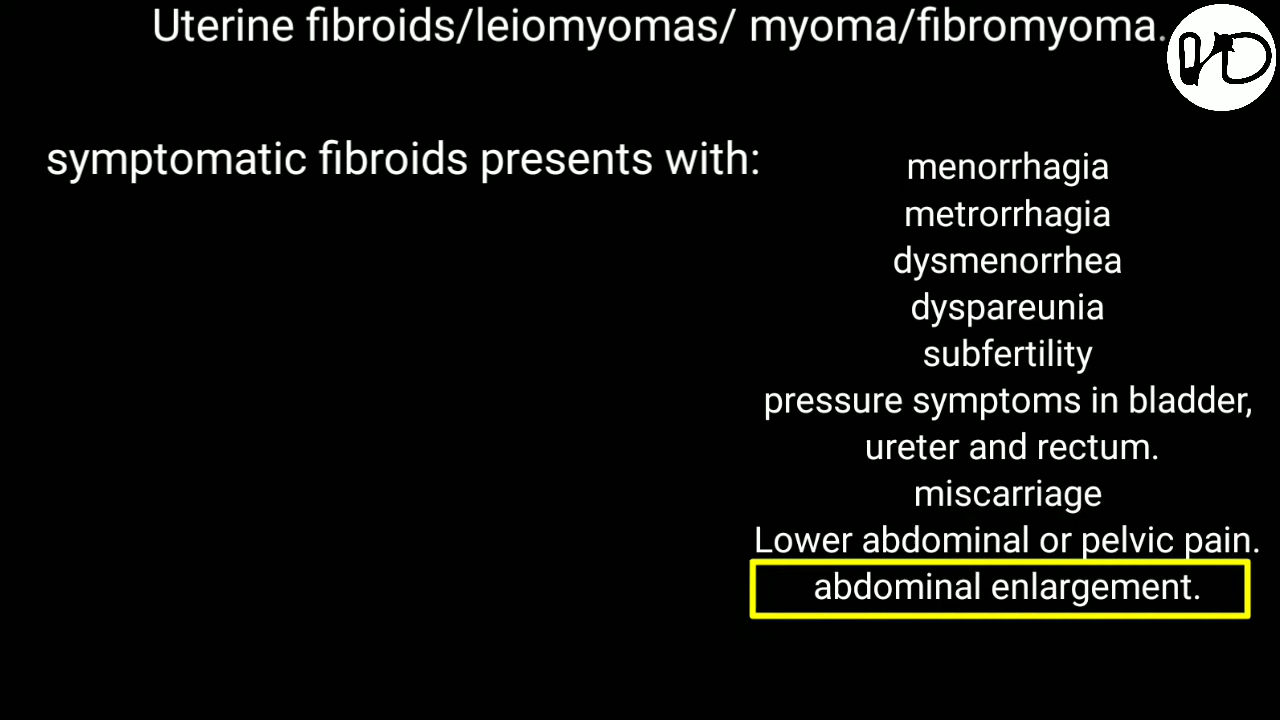 Uterine fibroids/leiomyomas/ myoma/fibromyoma.
symptomatic fibroids presents with:
menorrhagia
metrorrhagia
dysmenorrhea
dyspareunia
subfertility
pressure symptoms in bladder,
ureter and rectum.
miscarriage
Lower abdominal or pelvic pain.
abdominal enlargement.